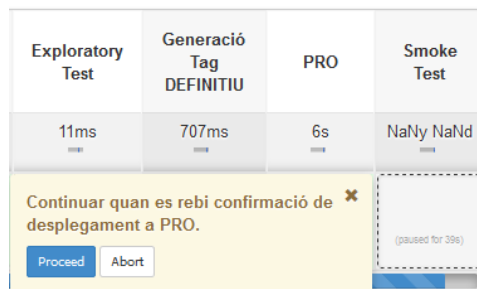 Exploratory
Test
Generació
Tag
DEFINITIU
PRO
Smoke
Test
11ms
707ms
6s
NaNy NaNd
Continuar quan es rebi confirmació de
desplegament a PRO.
Proceed Abort
(paused for 39s)